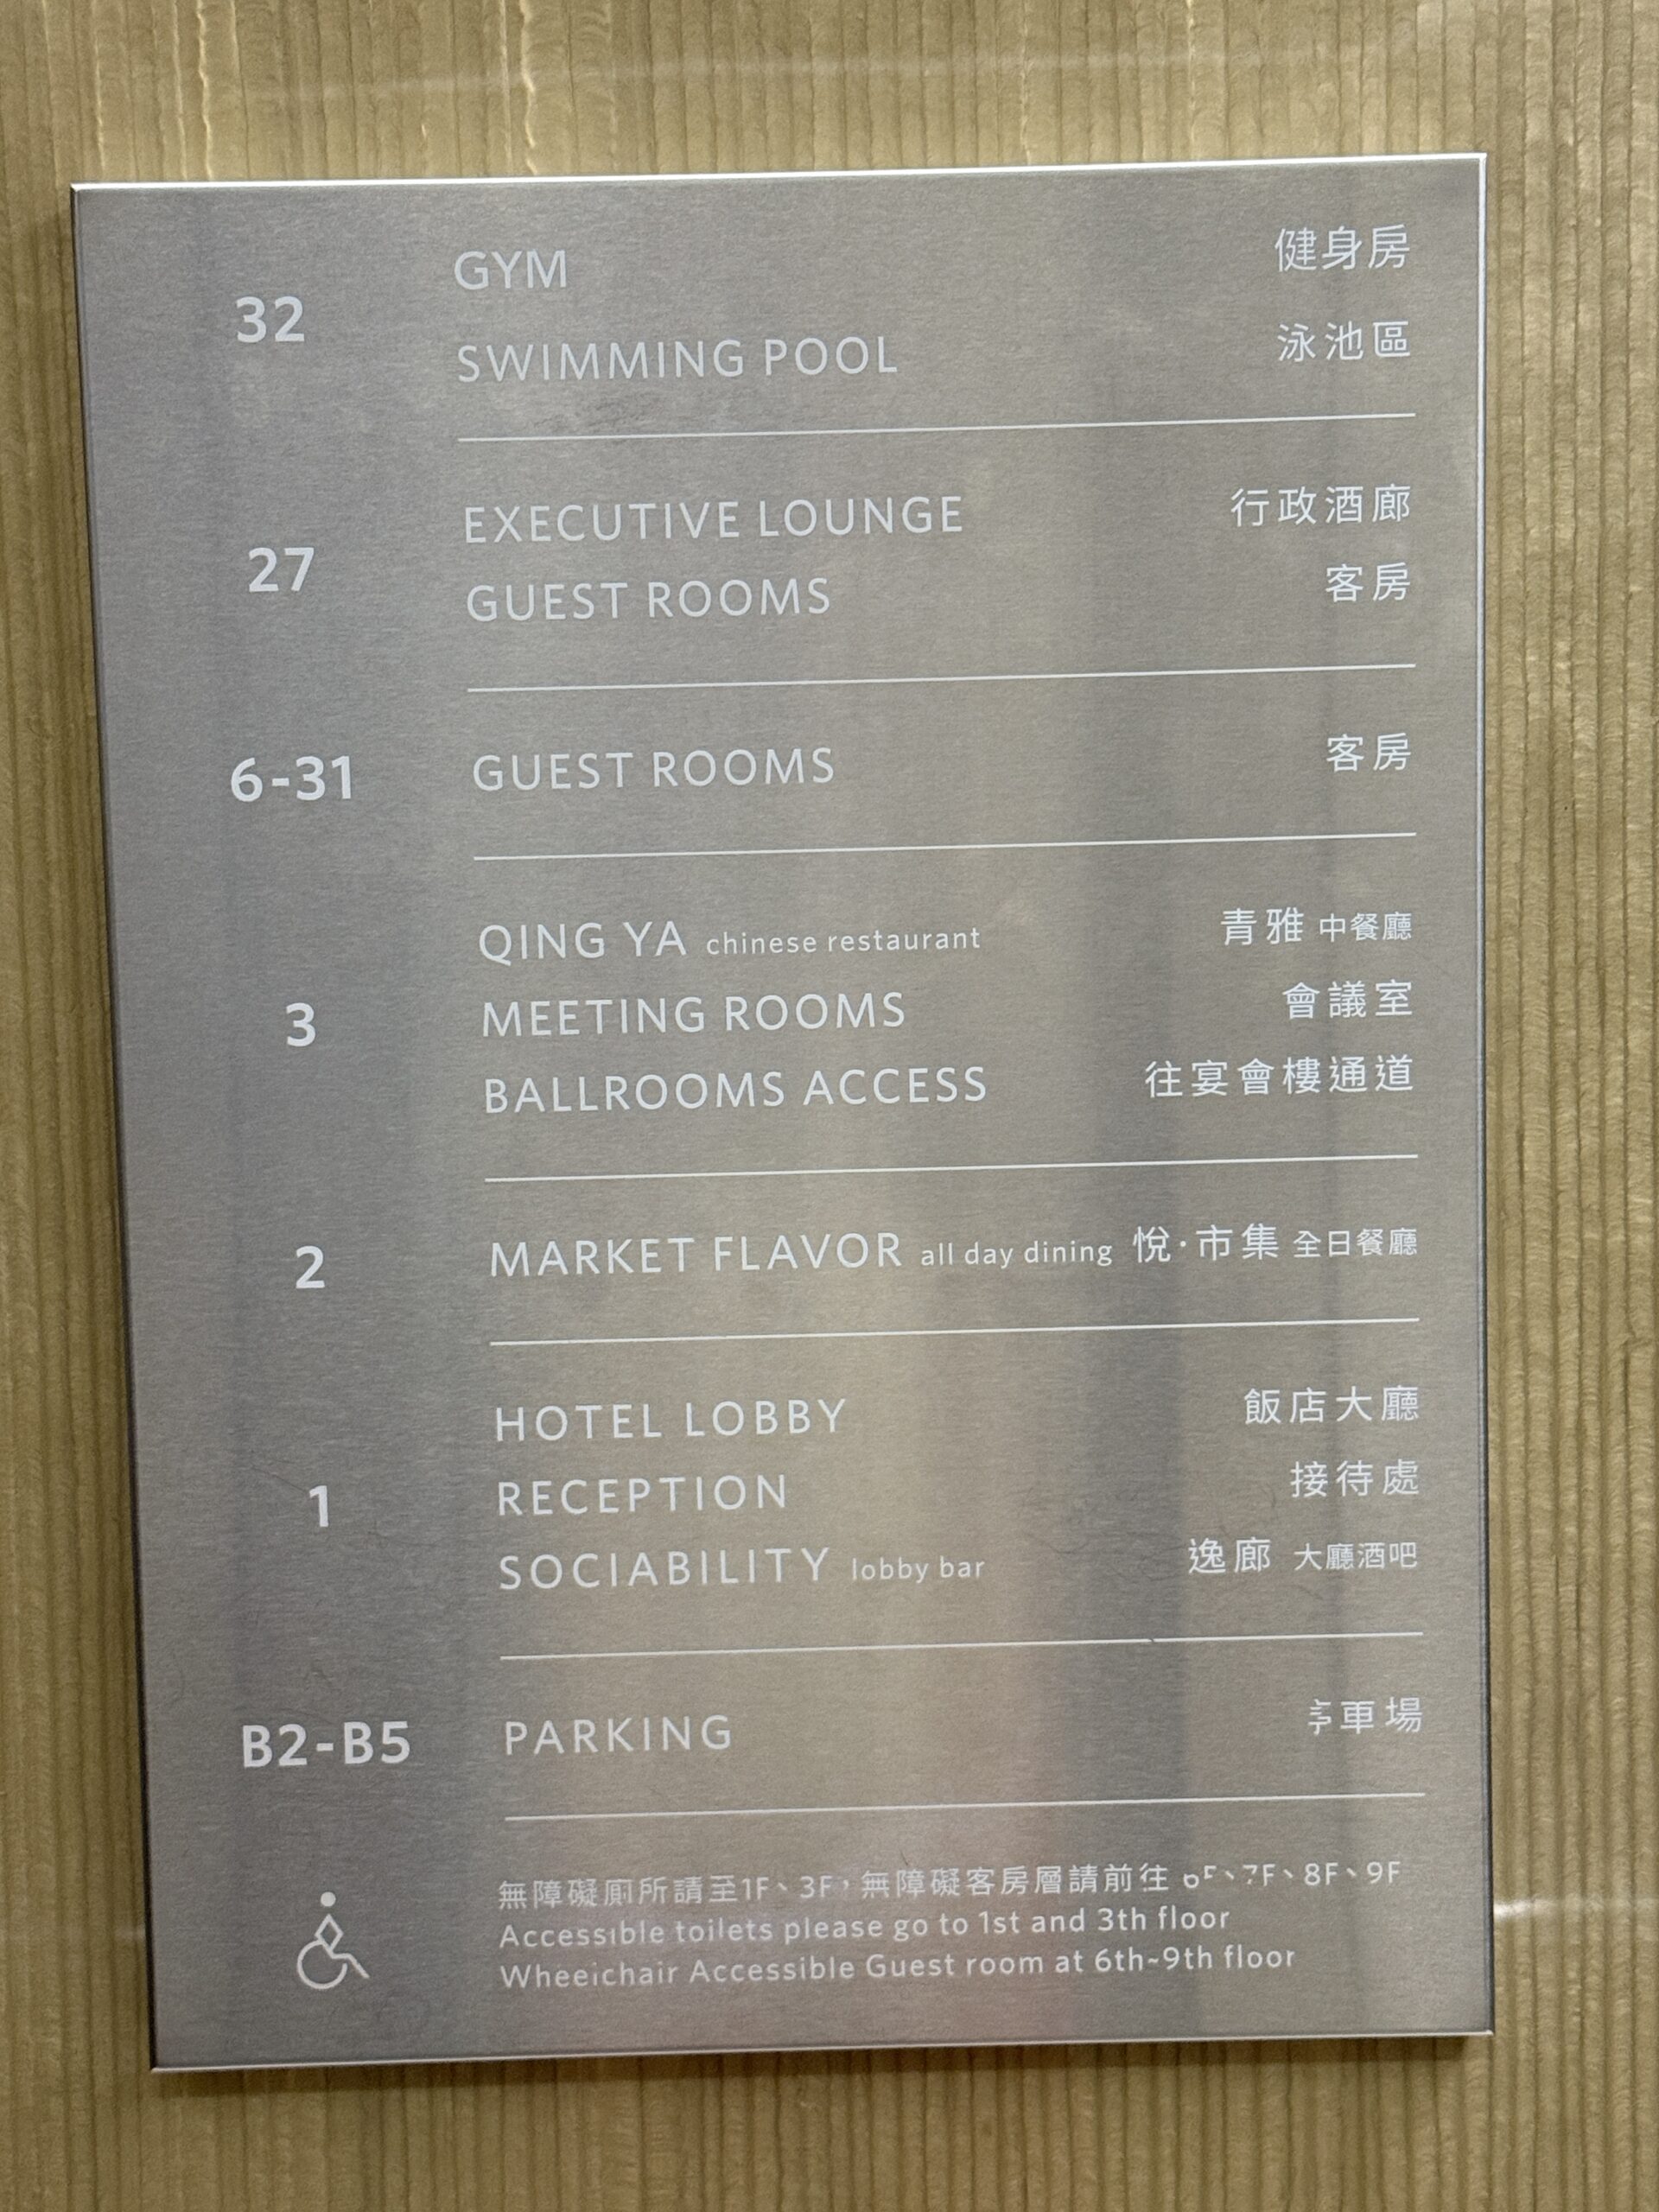 32
GYM 健身房
SWIMMING POOL 泳池區
27
EXECUTIVE LOUNGE 行政酒廊
GUEST ROOMS 客房
6-31
GUEST ROOMS 客房
3
QING YA chinese restaurant 青雅 中餐廳
MEETING ROOMS 會議室
BALLROOMS ACCESS 往宴會樓通道
2
MARKET FLAVOR all day dining 悅·市集 全日餐廳
1
HOTEL LOBBY 飯店大廳
RECEPTION 接待處
SOCIABILITY lobby bar 逸廊 大廳酒吧
B2-B5
PARKING 車場
無障礙廁所請至1F、3F，無障礙客房層請前往 7F、8F、9F
Accessible toilets please go to 1st and 3th floor
Wheelchair Accessible Guest room at 6th~9th floor